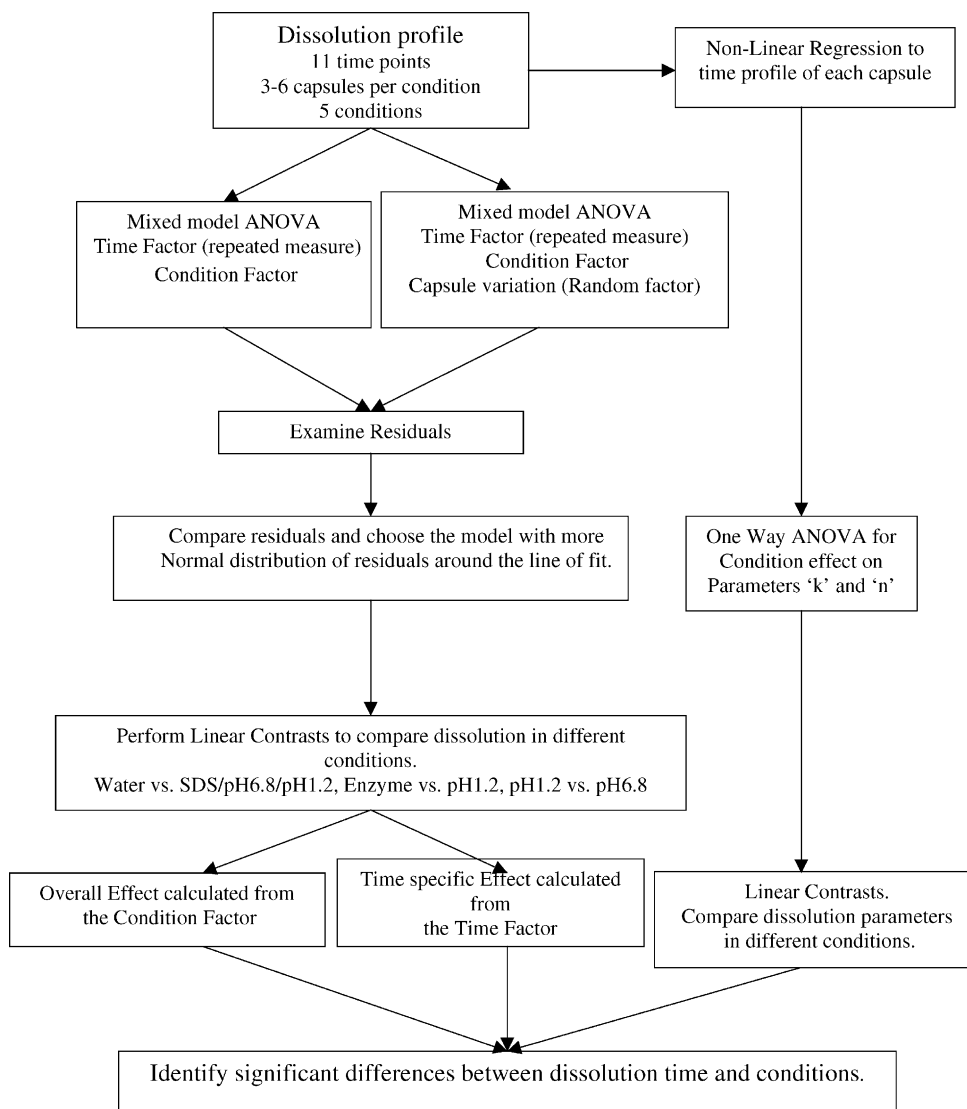 Dissolution profile
11 time points
3-6 capsules per condition
5 conditions
Non-Linear Regression to
time profile of each capsule
Mixed model ANOVA
Time Factor (repeated measure)
Condition Factor
Mixed model ANOVA
Time Factor (repeated measure)
Condition Factor
Capsule variation (Random factor)
Examine Residuals
Compare residuals and choose the model with more
Normal distribution of residuals around the line of fit.
One Way ANOVA for
Condition effect on
Parameters ‘k’ and ‘n’
Perform Linear Contrasts to compare dissolution in different
conditions.
Water vs. SDS/pH6.8/pH1.2, Enzyme vs. pH1.2, pH1.2 vs. pH6.8
Overall Effect calculated from
the Condition Factor
Time specific Effect calculated
from
the Time Factor
Linear Contrasts.
Compare dissolution parameters
in different conditions.
Identify significant differences between dissolution time and conditions.